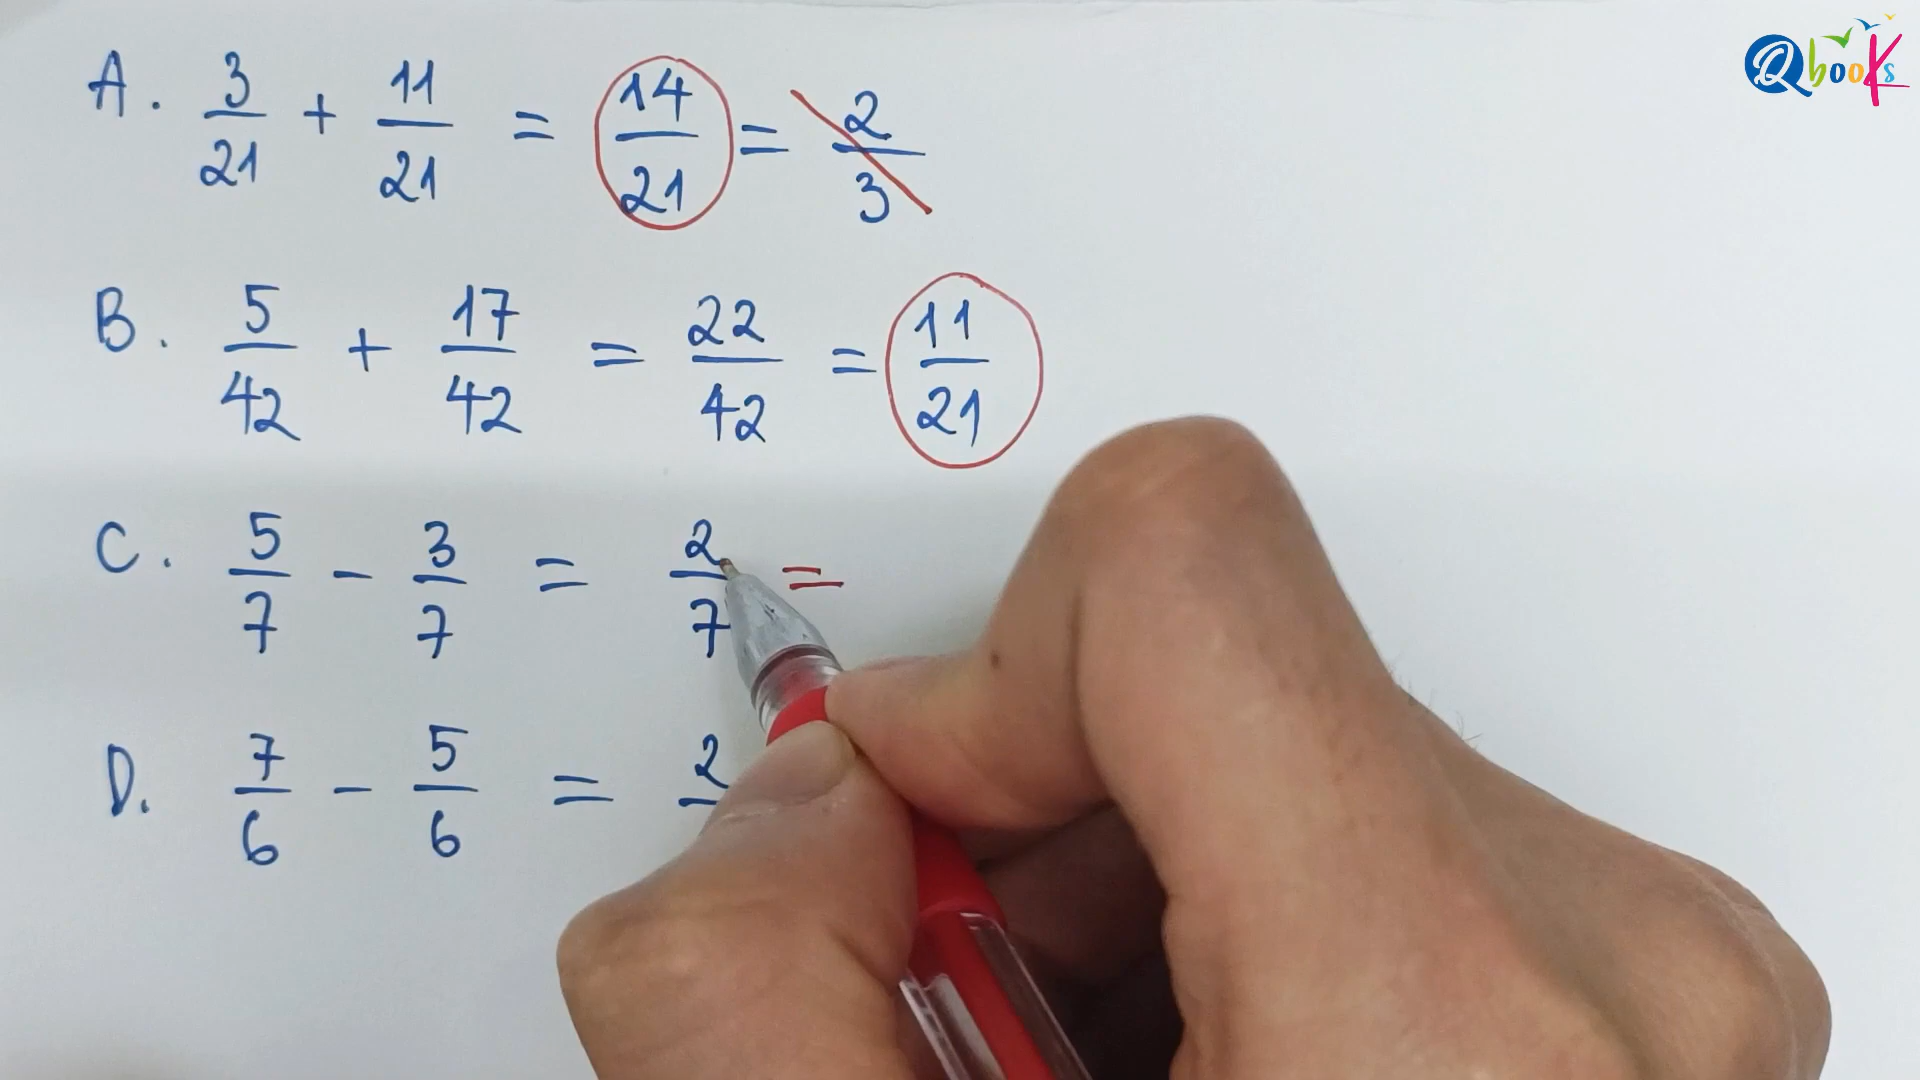 Qbooks
A. 3/21 + 11/21 = 14/21 = 2/3
B. 5/42 + 17/42 = 22/42 = 11/21
C. 5/7 - 3/7 = 2/7 =
D. 7/6 - 5/6 = 2